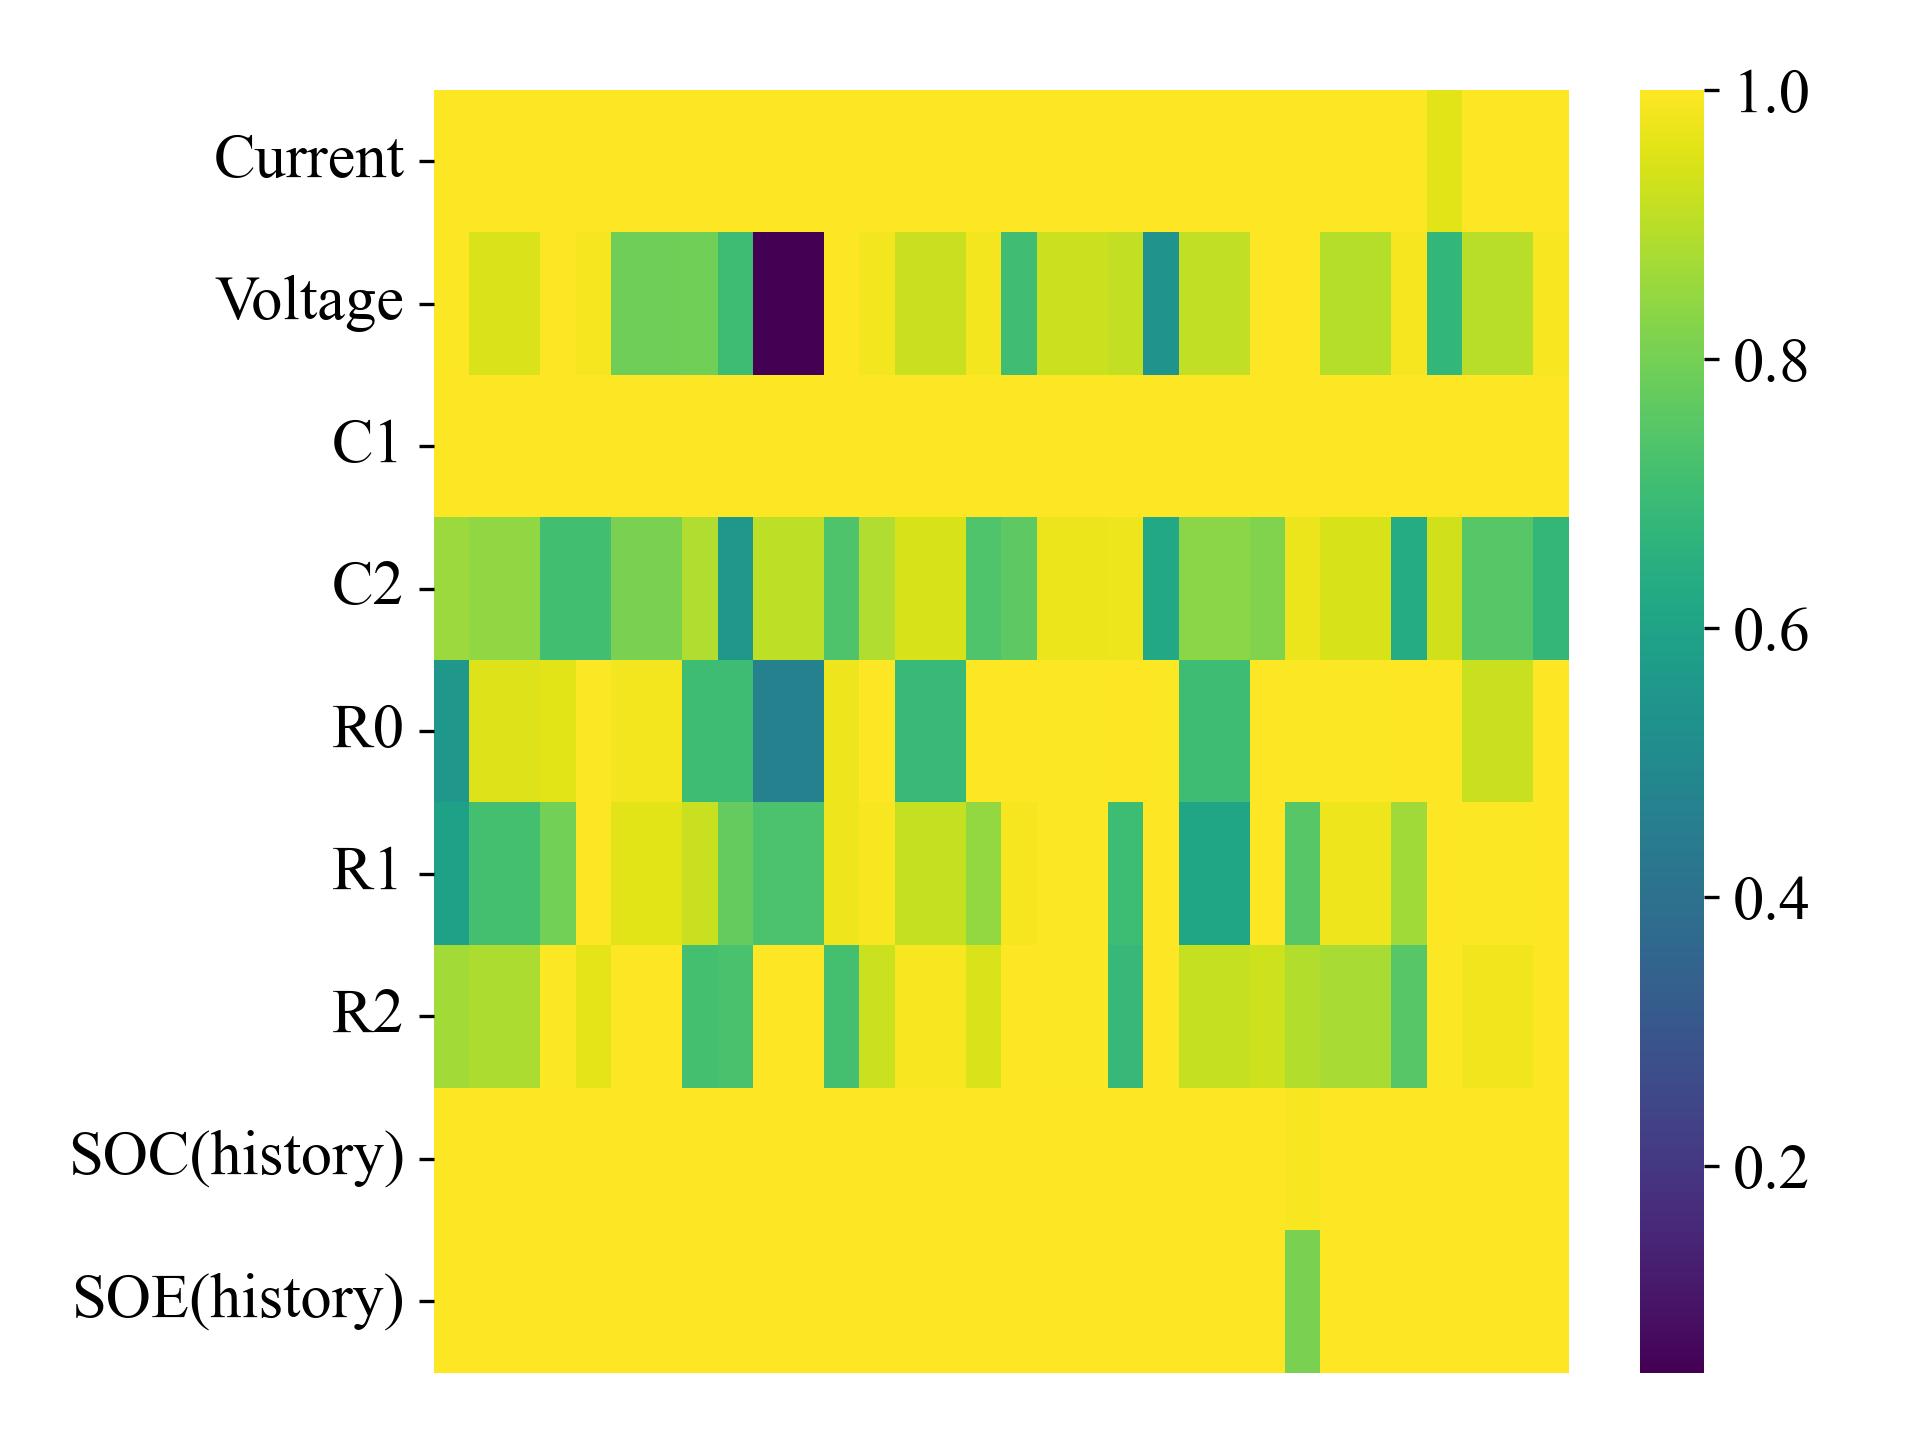 Current
Voltage
C1
C2
R0
R1
R2
SOC(history)
SOE(history)
1.0
0.8
0.6
0.4
0.2